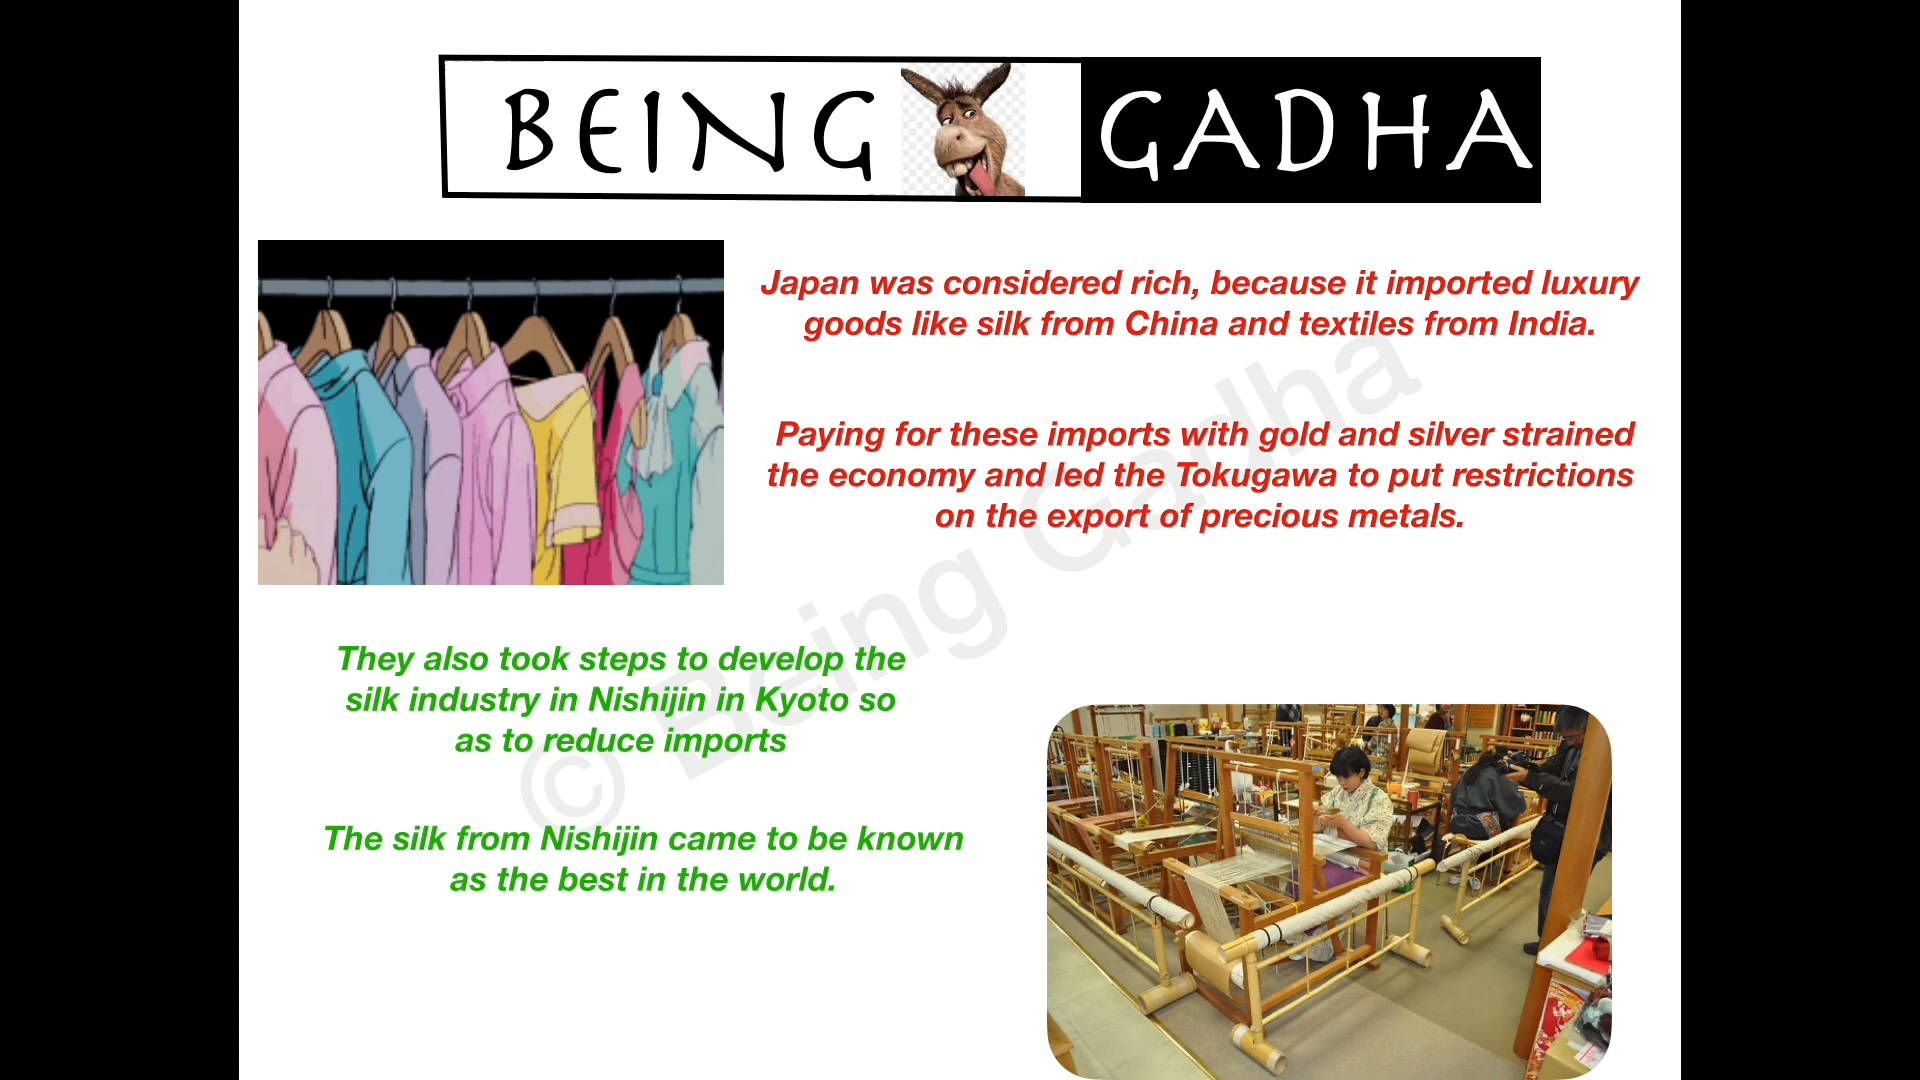 BEING GADHA
Japan was considered rich, because it imported luxury
goods like silk from China and textiles from India.
Paying for these imports with gold and silver strained
the economy and led the Tokugawa to put restrictions
on the export of precious metals.
They also took steps to develop the
silk industry in Nishijin in Kyoto so
as to reduce imports
The silk from Nishijin came to be known
as the best in the world.
© Being Gadha